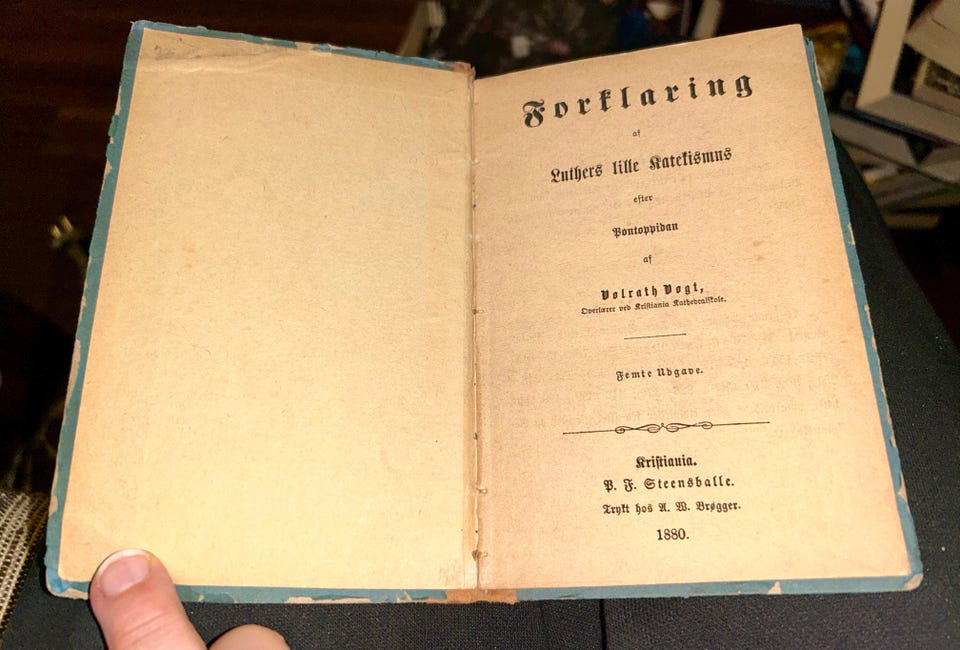 Forklaring
af
Luthers lille Katekismus
efter
Pontoppidan
af
Volrath Vogt,
Overlærer ved Kristiania Kathedralskole.
Femte Udgave.
Kristiania.
P. F. Steensballe.
Trykt hos A. W. Brøgger.
1880.